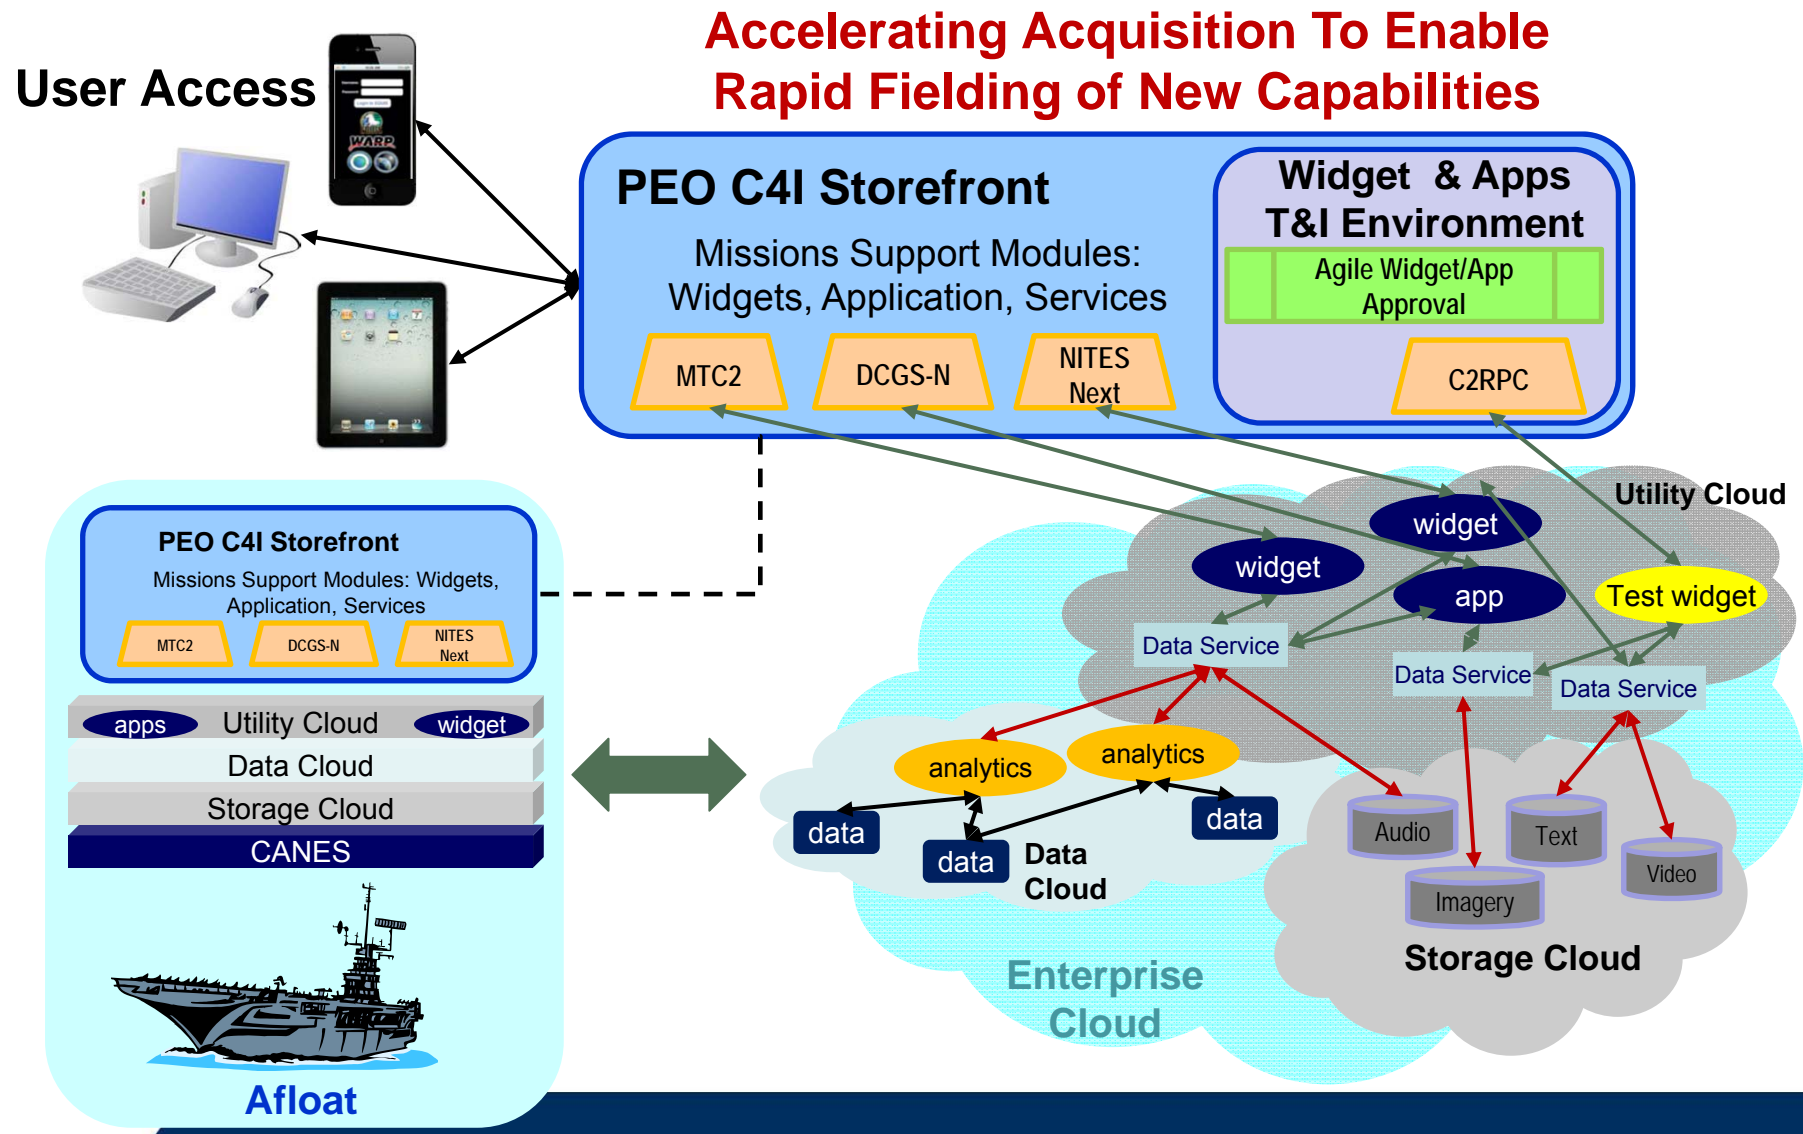 Accelerating Acquisition To Enable
Rapid Fielding of New Capabilities
User Access
WARP
PEO C4I Storefront
Missions Support Modules:
Widgets, Application, Services
MTC2
DCGS-N
NITES
Next
Widget & Apps
T&I Environment
Agile Widget/App
Approval
C2RPC
PEO C4I Storefront
Missions Support Modules: Widgets,
Application, Services
MTC2
DCGS-N
NITES
Next
apps
Utility Cloud
widget
Data Cloud
Storage Cloud
CANES
Afloat
Utility Cloud
widget
widget
app
Test widget
Data Service
Data Service
Data Service
analytics
analytics
data
data
data
Data
Cloud
Audio
Text
Video
Imagery
Storage Cloud
Enterprise
Cloud